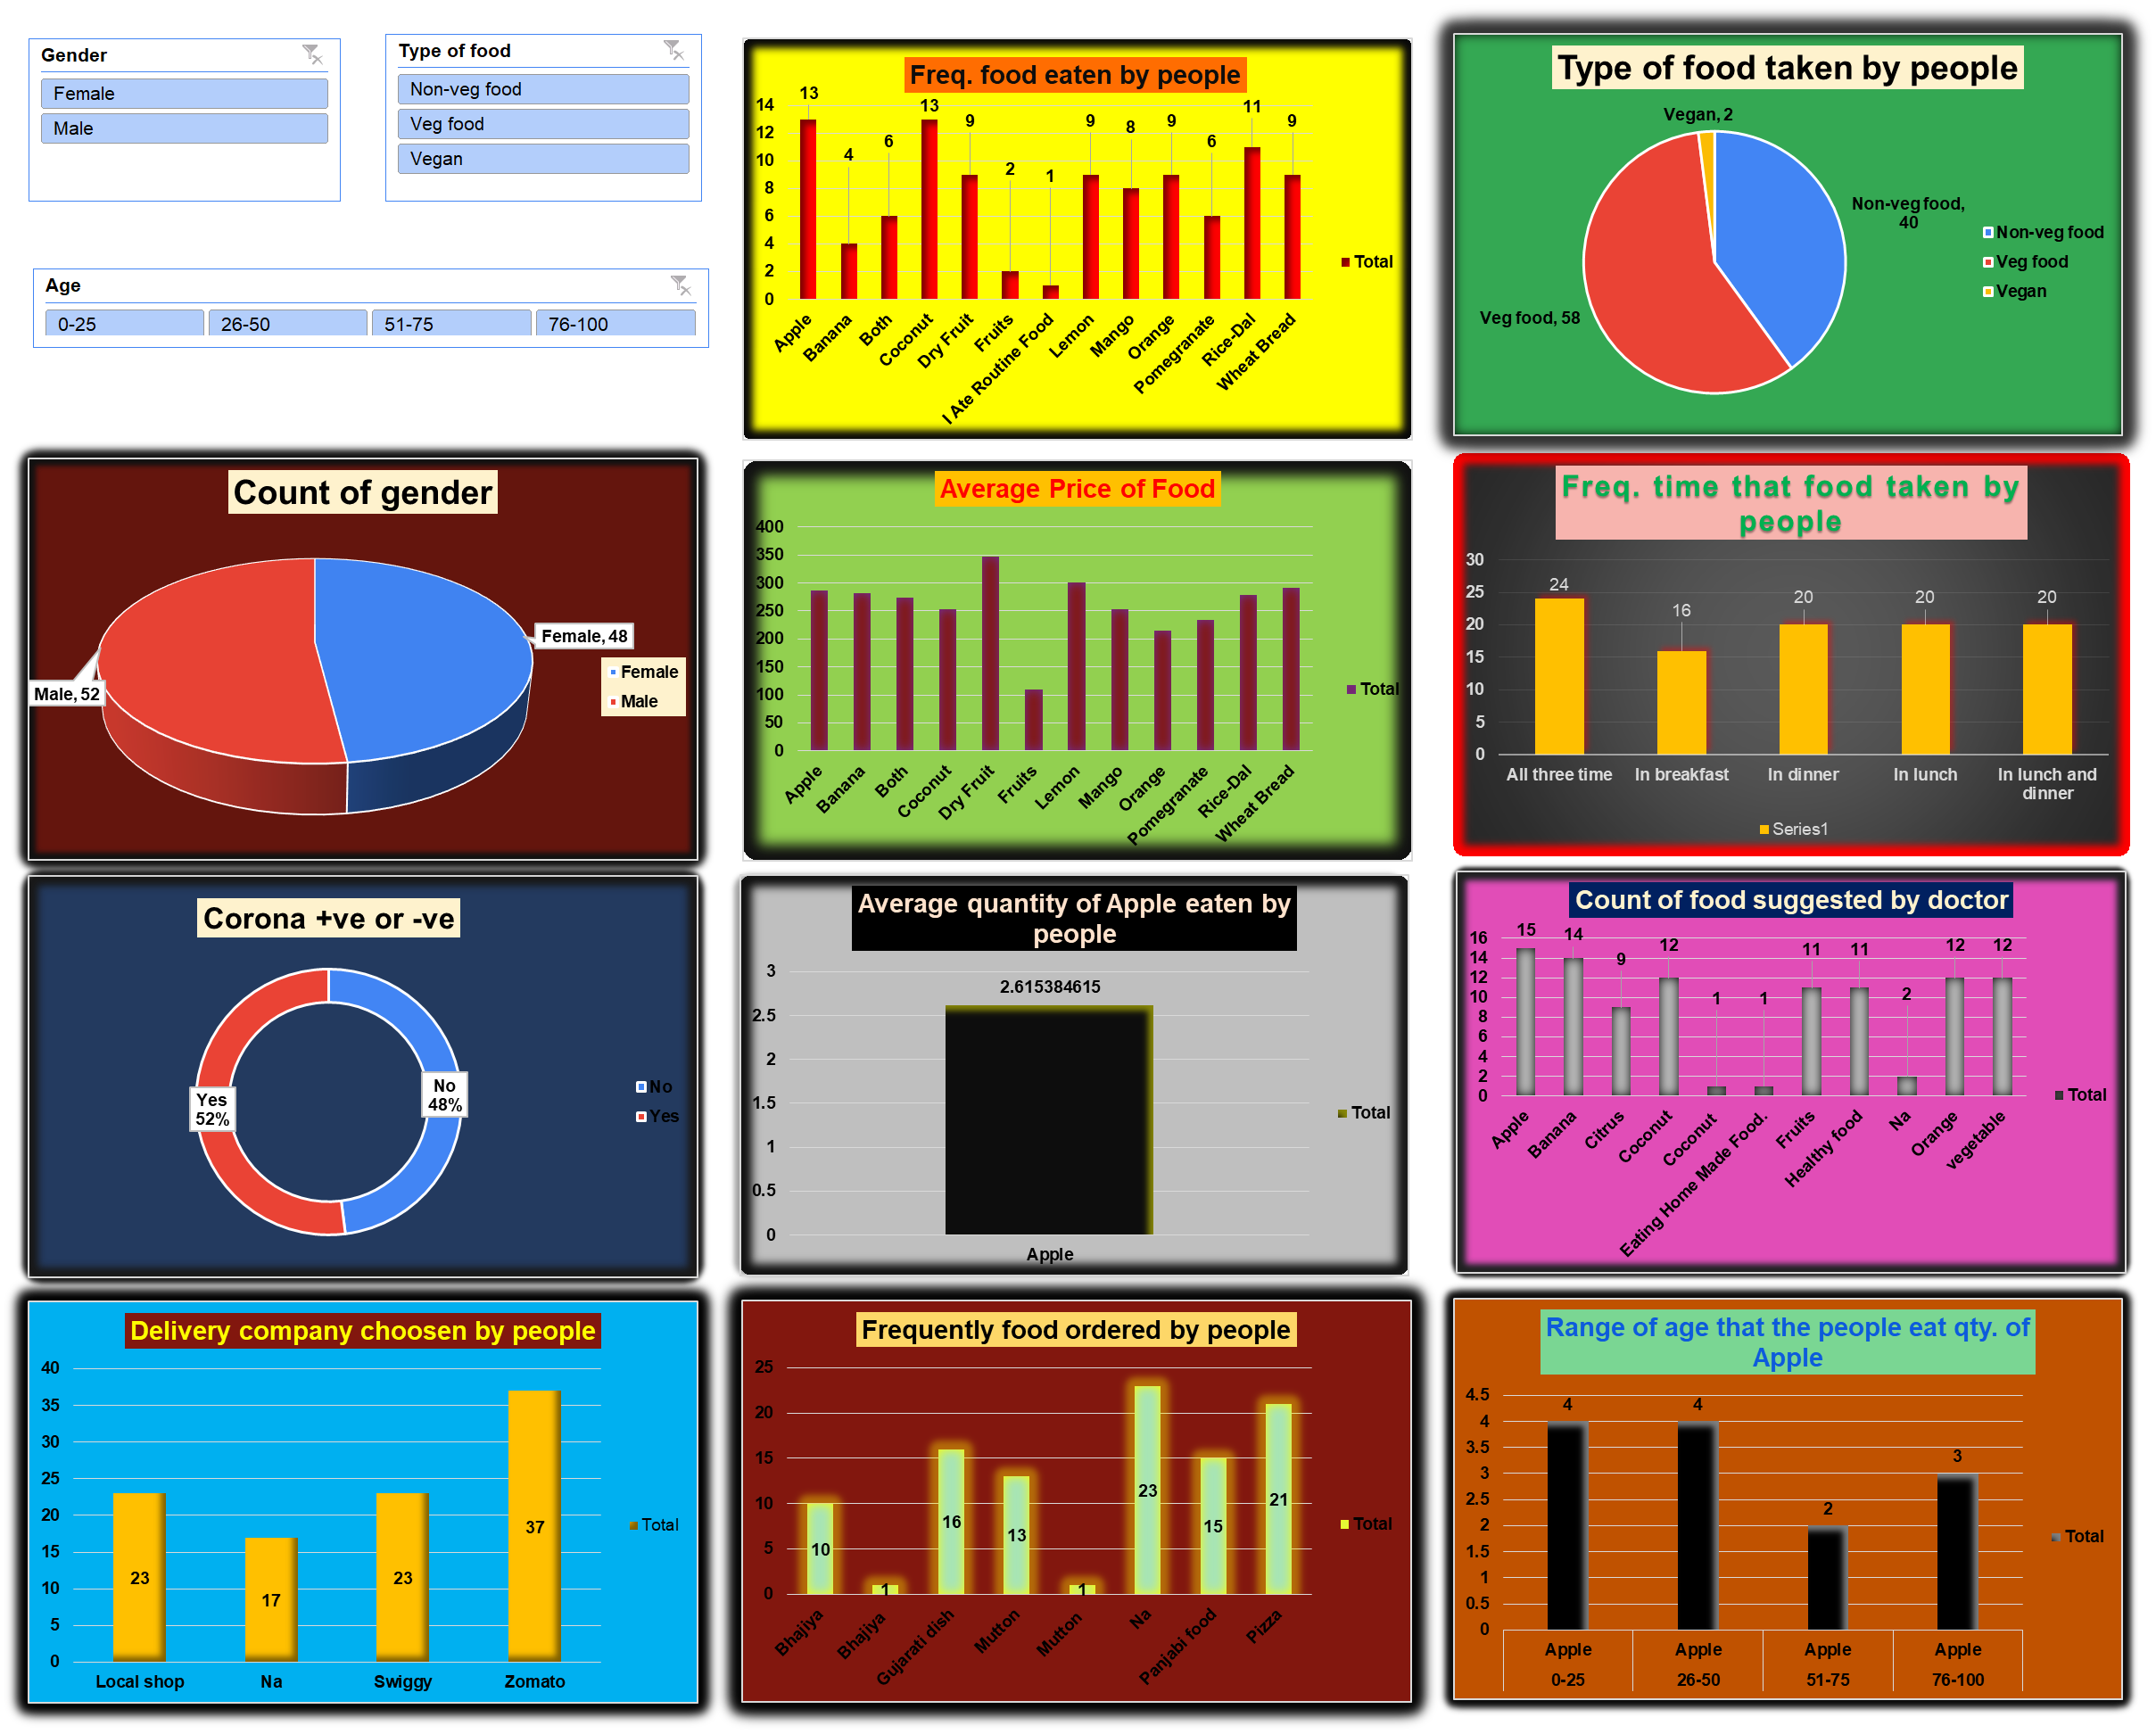 Gender
Female
Male
Type of food
Non-veg food
Veg food
Vegan
Age
0-25 26-50 51-75 76-100
Freq. food eaten by people
13 4 6 13 9 2 1 9 8 9 6 11 9
14
12
10
8
6
4
2
0
Apple Banana Both Coconut Dry Fruit Fruits I Ate Routine Food Lemon Mango Orange Pomegranate Rice-Dal Wheat Bread
Total
Type of food taken by people
Vegan, 2
Non-veg food,
40
Veg food, 58
Non-veg food
Veg food
Vegan
Count of gender
Female, 48
Male, 52
Female
Male
Average Price of Food
400
350
300
250
200
150
100
50
0
Apple Banana Both Coconut Dry Fruit Fruits Lemon Mango Orange Pomegranate Rice-Dal Wheat Bread
Total
Freq. time that food taken by
people
30
25
20
15
10
5
0
24 16 20 20 20
All three time In breakfast In dinner In lunch In lunch and
dinner
Series1
Corona +ve or -ve
No
48%
Yes
52%
No
Yes
Average quantity of Apple eaten by
people
3
2.5
2
1.5
1
0.5
0
2.615384615
Apple
Total
Count of food suggested by doctor
16
14
12
10
8
6
4
2
0
15 14 9 12 1 1 11 11 2 12 12
Apple Banana Citrus Coconut Coconut Eating Home Made Food. Fruits Healthy food Na Orange vegetable
Total
Delivery company choosen by people
40
35
30
25
20
15
10
5
0
23 17 23 37
Local shop Na Swiggy Zomato
Total
Frequently food ordered by people
25
20
15
10
5
0
10 1 16 13 1 23 15 21
Bhajiya Bhajiya Gujarati dish Mutton Mutton Na Panjabi food Pizza
Total
Range of age that the people eat qty. of
Apple
4.5
4
3.5
3
2.5
2
1.5
1
0.5
0
4 4 2 3
Apple Apple Apple Apple
0-25 26-50 51-75 76-100
Total